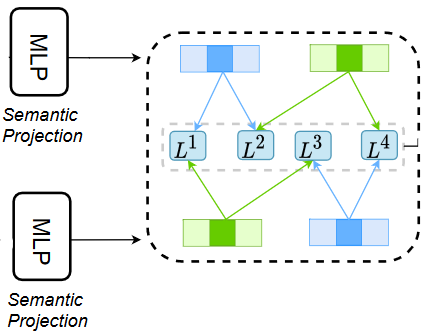 MLP
Semantic
Projection
L¹ L² L³ L⁴
MLP
Semantic
Projection